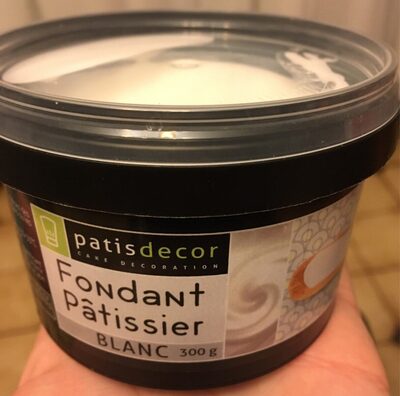 patisdecor
CAKE DECORATION
Fondant
pâtissier
BLANC 300 g